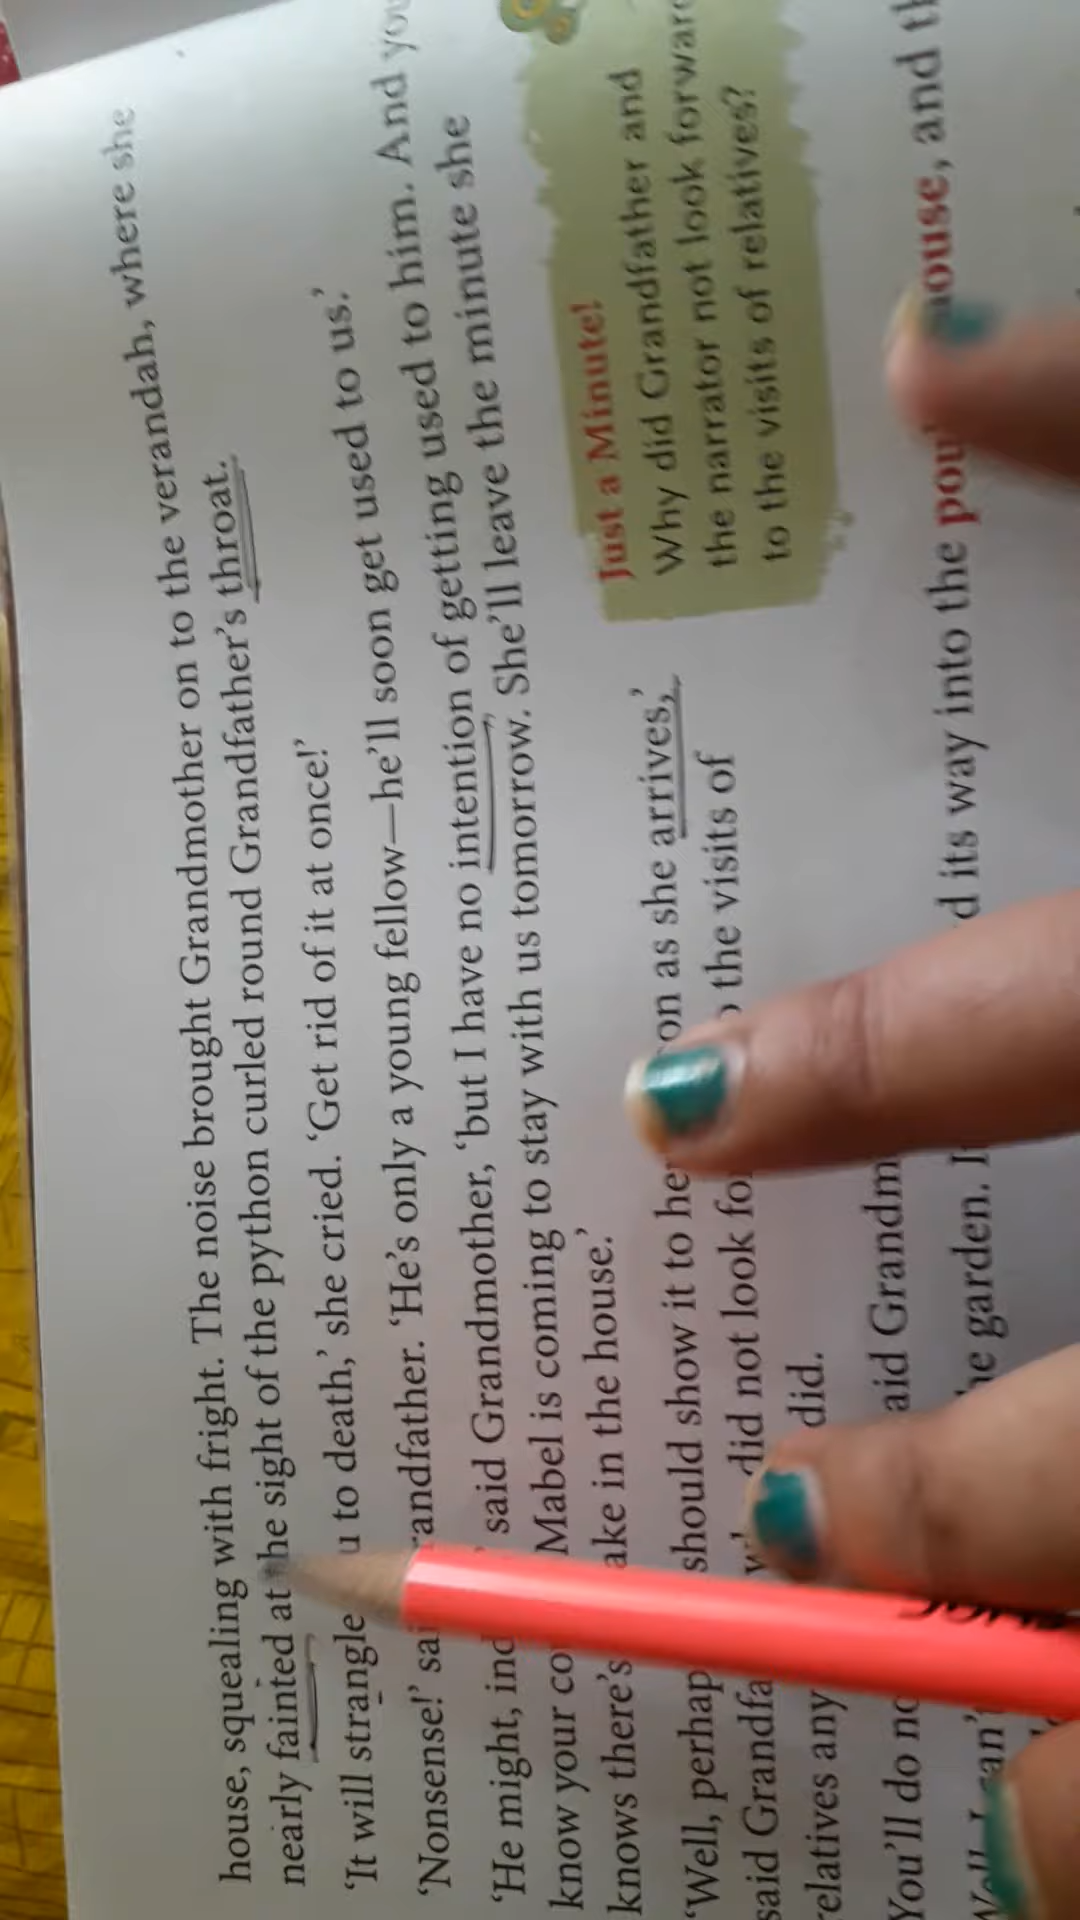 house, squealing with fright. The noise brought Grandmother on to the verandah, where she
nearly fainted at the sight of the python curled round Grandfather's throat.
'It will strangle u to death,' she cried. 'Get rid of it at once!'
'Nonsense!' sai randfather. 'He's only a young fellow—he'll soon get used to us.'
'He might, ind said Grandmother, 'but I have no intention of getting used to him. And you
know your co Mabel is coming to stay with us tomorrow. She'll leave the minute she
knows there's ake in the house.'
'Well, perhap should show it to he on as she arrives,'
said Grandfa did not look fo the visits of
relatives any did.
Just a Minute!
Why did Grandfather and
the narrator not look forward
to the visits of relatives?
You'll do no aid Grandm
he garden. I d its way into the pou ouse, and th